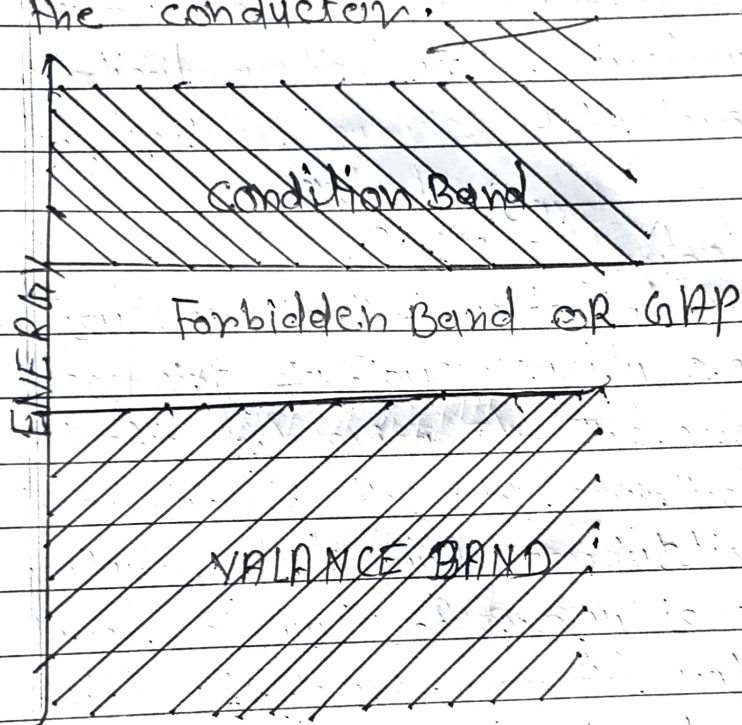 the conductor.
Condition Band
ENERGY
Forbidden Band OR GAP
VALANCE BAND